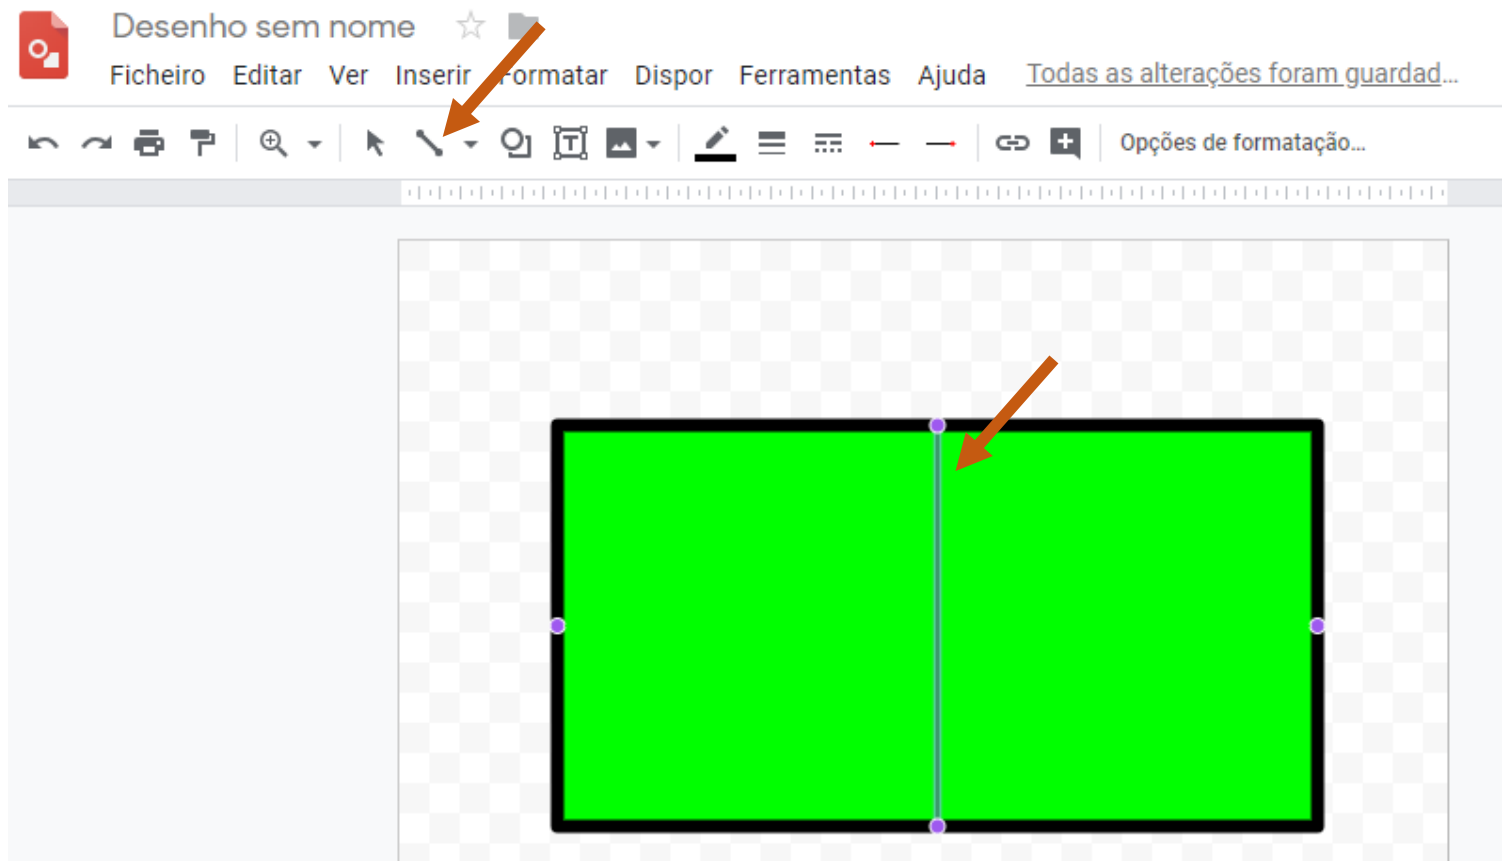 Desenho sem nome
Ficheiro Editar Ver Inserir Formatar Dispor Ferramentas Ajuda Todas as alterações foram guardad...
Opções de formatação...